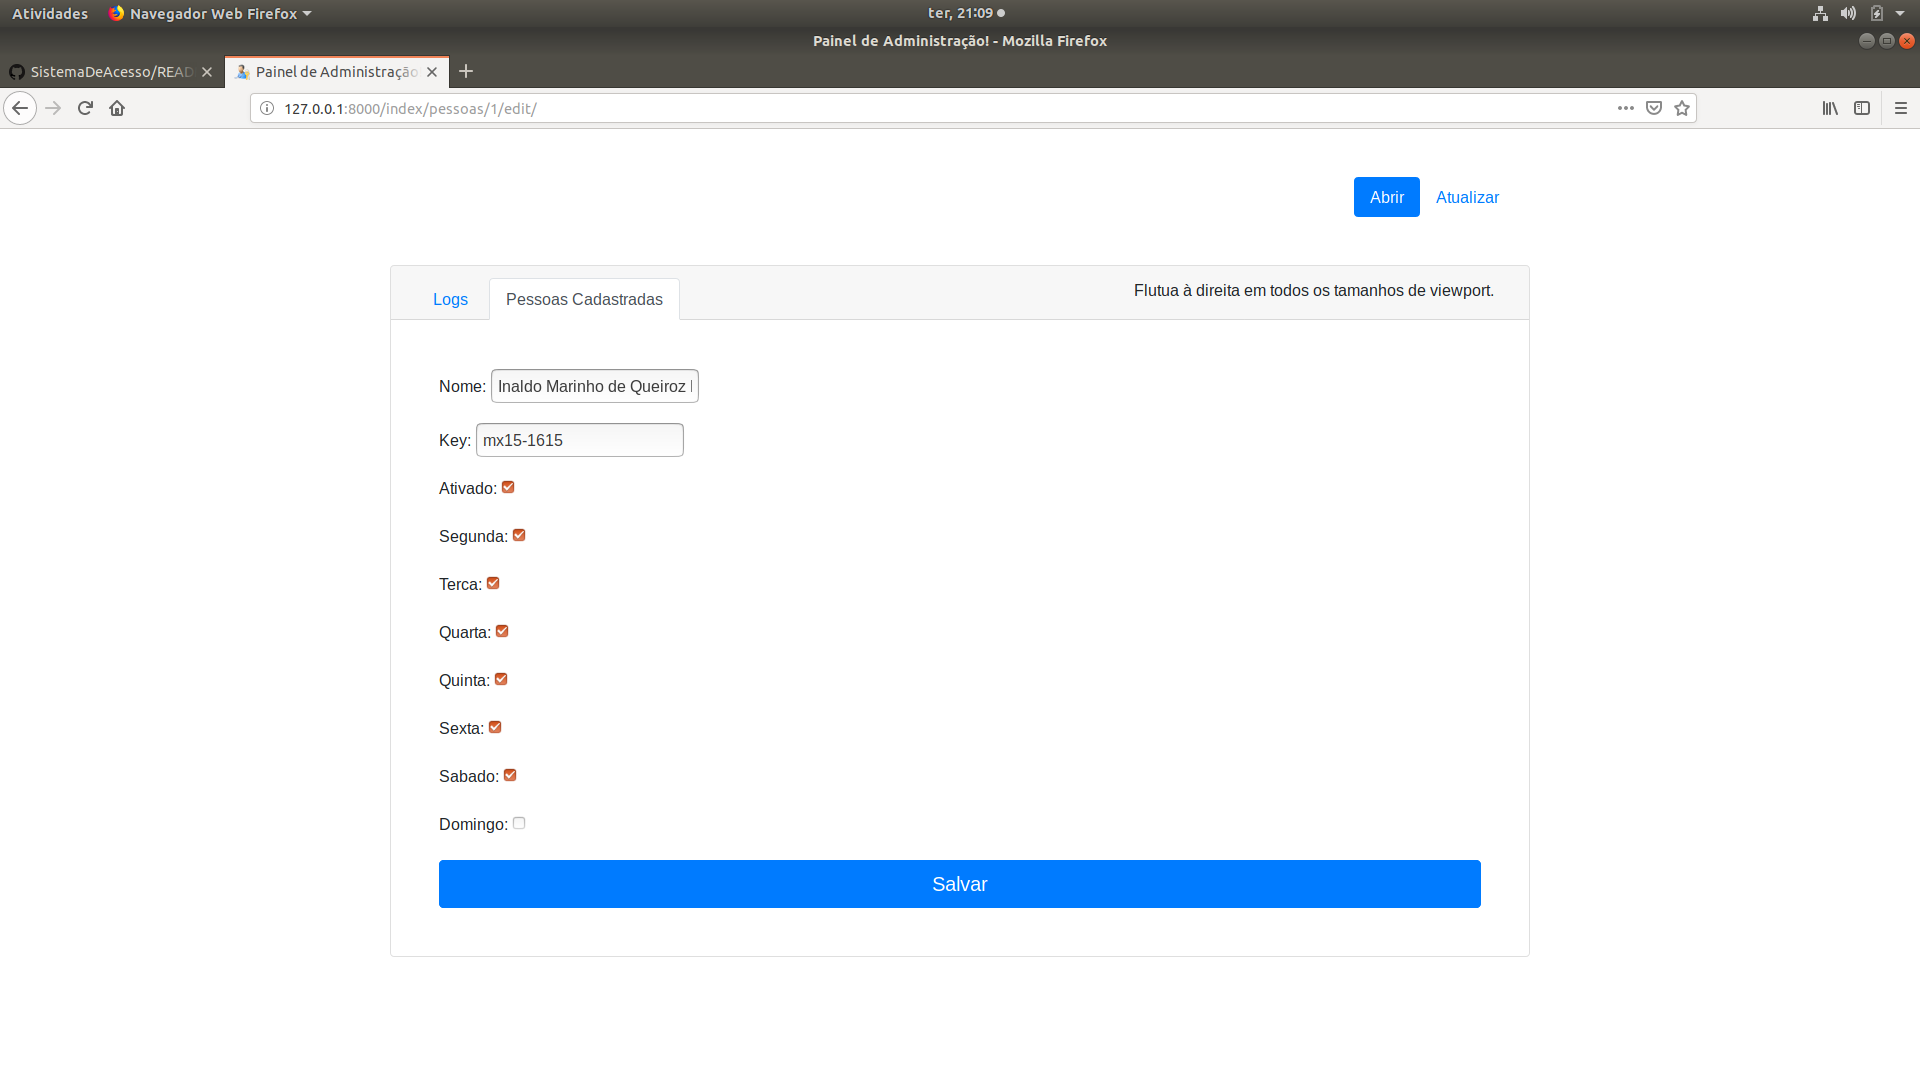 Atividades Navegador Web Firefox ter, 21:09
Painel de Administração! - Mozilla Firefox
SistemaDeAcesso/READ Painel de Administração
127.0.0.1:8000/index/pessoas/1/edit/
Abrir Atualizar
Logs Pessoas Cadastradas Flutua à direita em todos os tamanhos de viewport.
Nome: Inaldo Marinho de Queiroz
Key: mx15-1615
Ativado:
Segunda:
Terca:
Quarta:
Quinta:
Sexta:
Sabado:
Domingo:
Salvar